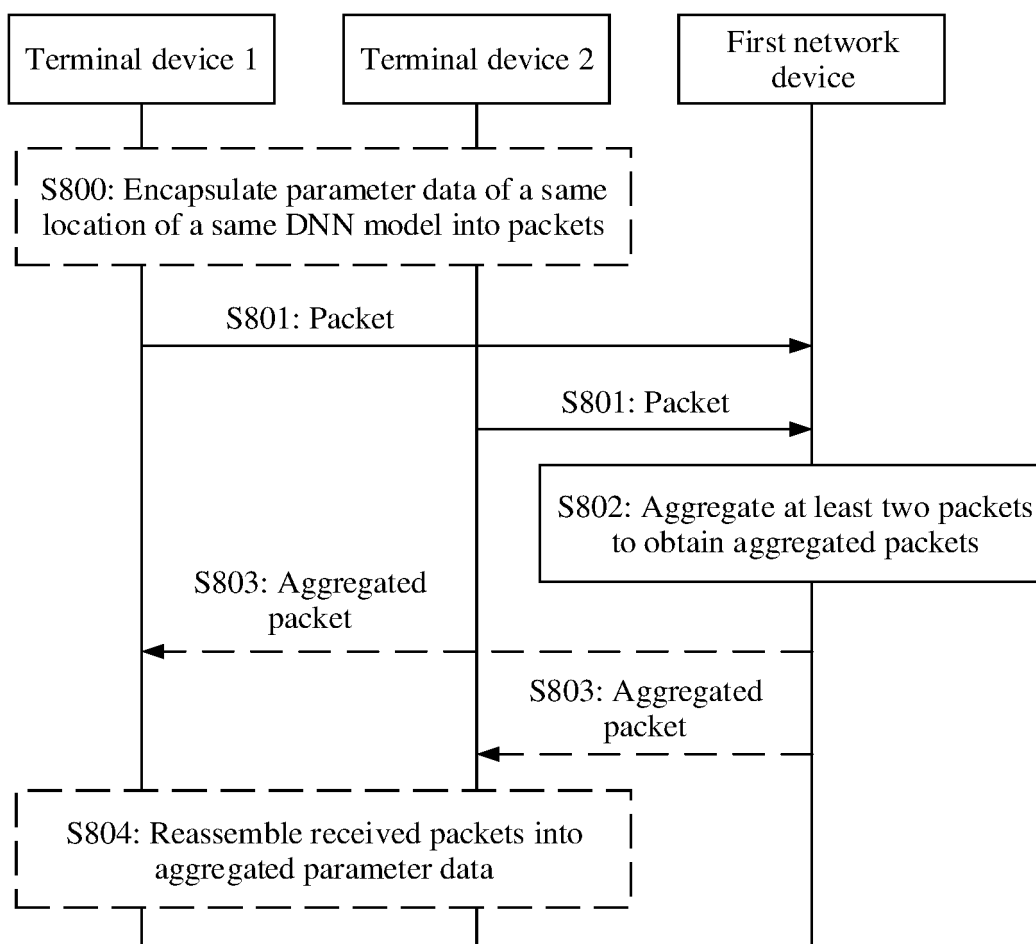 Terminal device 1
Terminal device 2
First network
device
S800: Encapsulate parameter data of a same
location of a same DNN model into packets
S801: Packet
S801: Packet
S802: Aggregate at least two packets
to obtain aggregated packets
S803: Aggregated
packet
S803: Aggregated
packet
S804: Reassemble received packets into
aggregated parameter data